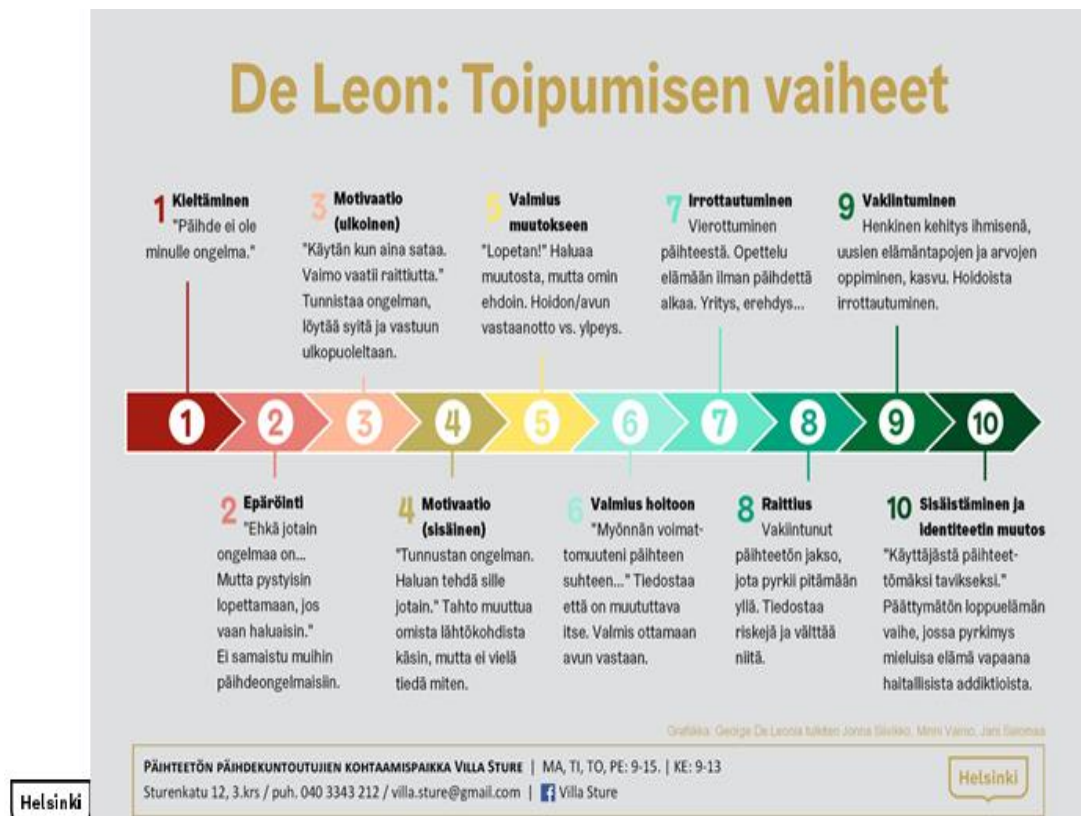 De Leon: Toipumisen vaiheet
1 Kieltäminen
"Päihde ei ole
minulle ongelma."
3 Motivaatio
(ulkoinen)
"Käytän kun aina sataa.
Vaimo vaatii raittiutta."
Tunnistaa ongelman,
löytää syitä ja vastuun
ulkopuoleltaan.
5 Valmius
muutokseen
"Lopetan!" Haluaa
muutosta, mutta omin
ehdoin. Hoidon/avun
vastaanotto vs. ylpeys.
7 Irrottautuminen
Vierottuminen
päihteestä. Opettelu
elämään ilman päihdettä
alkaa. Yritys, erehdys...
9 Vakiintuminen
Henkinen kehitys ihmisenä,
uusien elämäntapojen ja arvojen
oppiminen, kasvu. Hoidoista
irrottautuminen.
1 2 3 4 5 6 7 8 9 10
2 Epäröinti
"Ehkä jotain
ongelmaa on...
Mutta pystyisin
lopettamaan, jos
vaan haluaisin."
Ei samaistu muihin
päihdeongelmaisiin.
4 Motivaatio
(sisäinen)
"Tunnustan ongelman.
Haluan tehdä sille
jotain." Tahto muuttua
omista lähtökohdista
käsin, mutta ei vielä
tiedä miten.
6 Valmius hoitoon
"Myönnän voimat-
tomuuteni päihteen
suhteen..." Tiedostaa
että on muututtava
itse. Valmis ottamaan
avun vastaan.
8 Raittius
Vakiintunut
päihteetön jakso,
jota pyrkii pitämään
yllä. Tiedostaa
riskejä ja välttää
niitä.
10 Sisäistäminen ja
identiteetin muutos
"Käyttäjästä päihteet-
tömäksi tavikseksi."
Päättymätön loppuelämän
vaihe, jossa pyrkimys
mieluisa elämä vapaana
haitallisista addiktioista.
Grafiikka: George De Leonia tulkiten Jonna Minni Vainio, Jani
PÄIHTEETÖN PÄIHDEKUNTOUTUJIEN KOHTAAMISPAIKKA VILLA STURE | MA, TI, TO, PE: 9-15. | KE: 9-13
Sturenkatu 12, 3.krs / puh. 040 3343 212 / villa.sture@gmail.com | Villa Sture
Helsinki
Helsinki